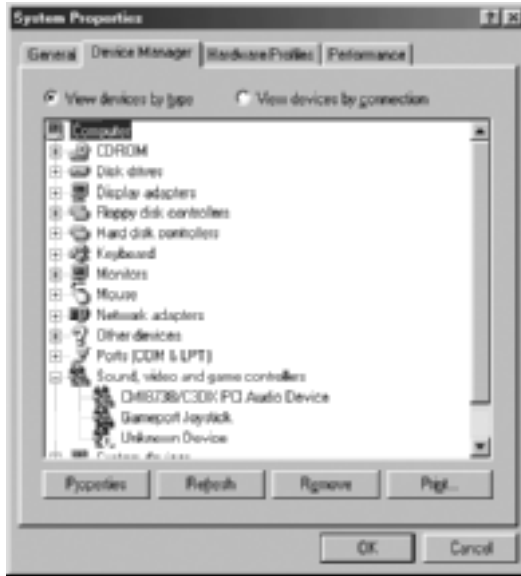 System Properties
General Device Manager Hardware Profiles Performance
View devices by type View devices by connection
Computer
CDROM
Disk drives
Display adapters
Floppy disk controllers
Hard disk controllers
Keyboard
Monitors
Mouse
Network adapters
Other devices
Ports (COM & LPT)
Sound, video and game controllers
CMI8738/C3DX PCI Audio Device
Gameport Joystick
Unknown Device
System devices
Properties Refresh Remove Print...
OK Cancel